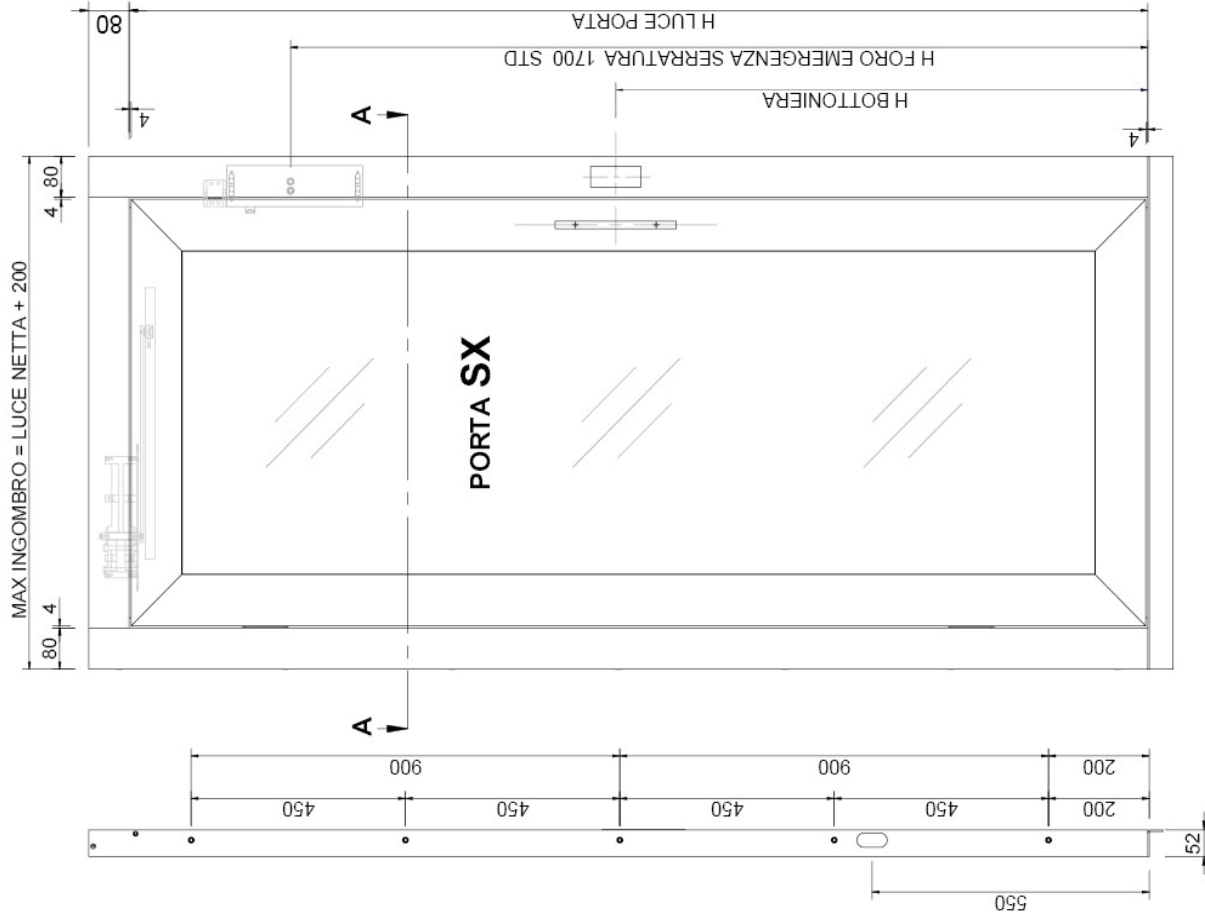 80
H LUCE PORTA
H FORO EMERGENZA SERRATURA 1700 STD
H BOTTONIERA
4
4
A
80
4
MAX INGOMBRO = LUCE NETTA + 200
PORTA SX
4
80
A
900
900
200
450
450
450
450
200
52
550